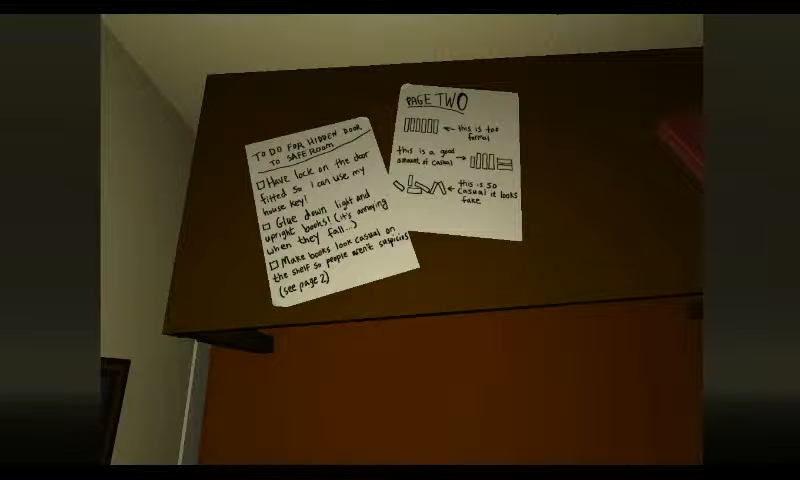 TO DO FOR HIDDEN DOOR
TO SAFE ROOM
Have lock on the door
fitted so I can use my
house key!
Glue down light and
upright books! (it's annoying
when they fall...)
Make books look casual on
the shelf so people aren't suspicios
(see page 2)
PAGE TWO
this is too
formal
this is a good
amount of casual
this is so
casual it looks
fake